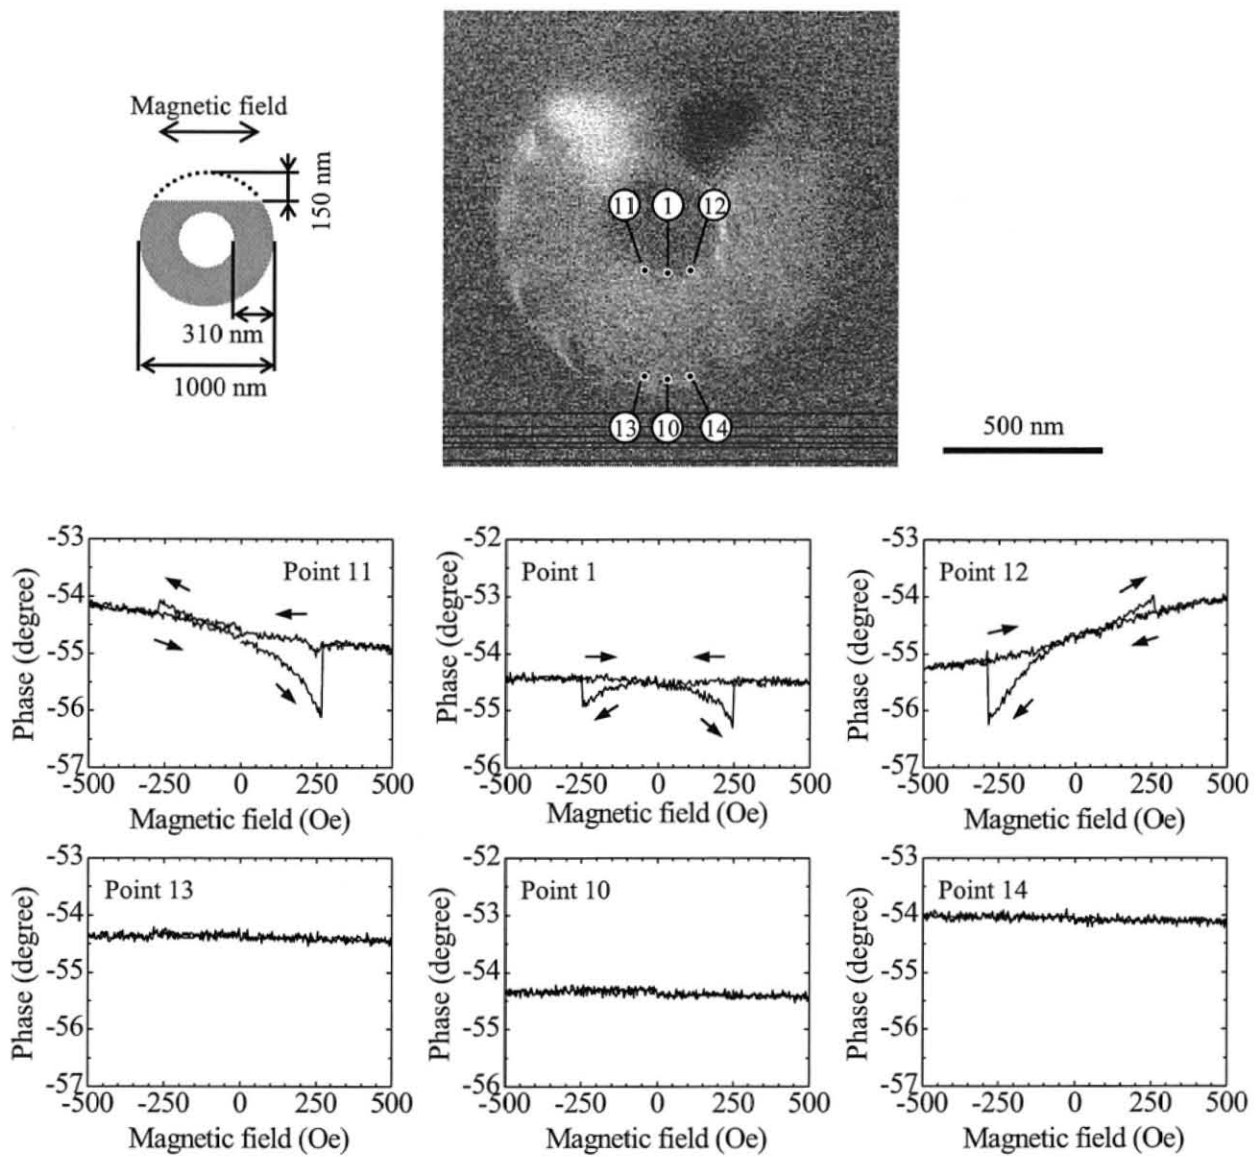 Magnetic field
150 nm
310 nm
1000 nm
11 1 12
13 10 14
500 nm
-53
-54
-55
-56
-57
Phase (degree)
Point 11
-500 -250 0 250 500
Magnetic field (Oe)
-52
-53
-54
-55
-56
Phase (degree)
Point 1
-500 -250 0 250 500
Magnetic field (Oe)
-53
-54
-55
-56
-57
Phase (degree)
Point 12
-500 -250 0 250 500
Magnetic field (Oe)
-53
-54
-55
-56
-57
Phase (degree)
Point 13
-500 -250 0 250 500
Magnetic field (Oe)
-52
-53
-54
-55
-56
Phase (degree)
Point 10
-500 -250 0 250 500
Magnetic field (Oe)
-53
-54
-55
-56
-57
Phase (degree)
Point 14
-500 -250 0 250 500
Magnetic field (Oe)